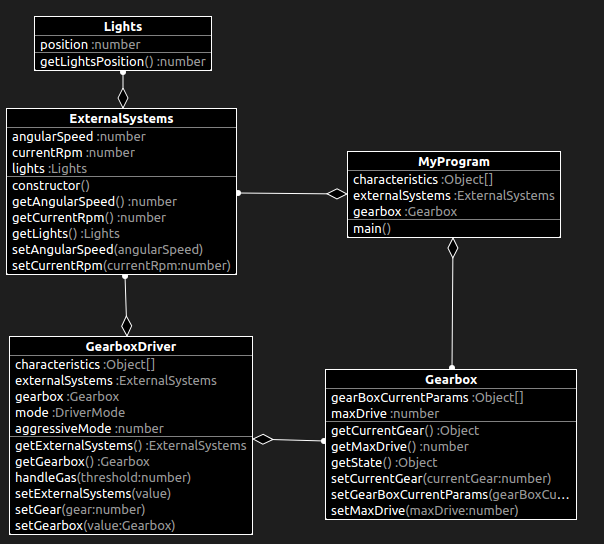 Lights
position :number
getLightsPosition() :number
ExternalSystems
angularSpeed :number
currentRpm :number
lights :Lights
constructor()
getAngularSpeed() :number
getCurrentRpm() :number
getLights() :Lights
setAngularSpeed(angularSpeed)
setCurrentRpm(currentRpm:number)
MyProgram
characteristics :Object[]
externalSystems :ExternalSystems
gearbox :Gearbox
main()
GearboxDriver
characteristics :Object[]
externalSystems :ExternalSystems
gearbox :Gearbox
mode :DriverMode
aggressiveMode :number
getExternalSystems() :ExternalSystems
getGearbox() :Gearbox
handleGas(threshold:number)
setExternalSystems(value)
setGear(gear:number)
setGearbox(value:Gearbox)
Gearbox
gearBoxCurrentParams :Object[]
maxDrive :number
getCurrentGear() :Object
getMaxDrive() :number
getState() :Object
setCurrentGear(currentGear:number)
setGearBoxCurrentParams(gearBoxCu...
setMaxDrive(maxDrive:number)